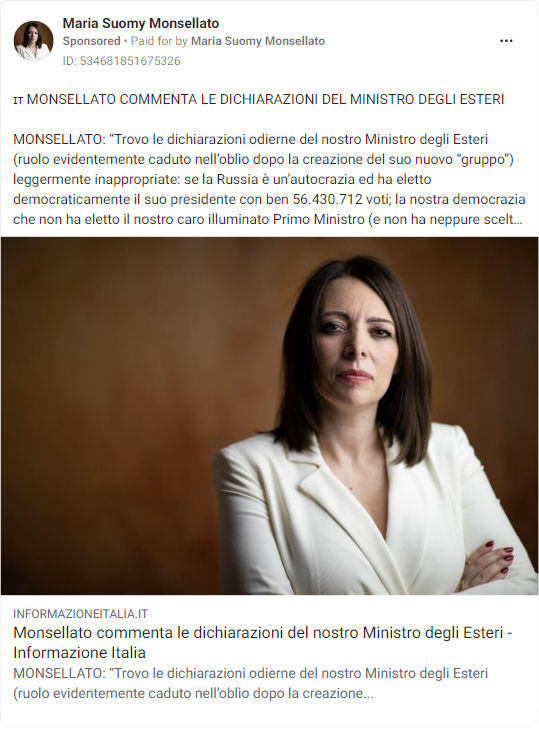 Maria Suomy Monsellato
Sponsored • Paid for by Maria Suomy Monsellato
ID: 534681851675326
IT MONSELLATO COMMENTA LE DICHIARAZIONI DEL MINISTRO DEGLI ESTERI
MONSELLATO: “Trovo le dichiarazioni odierne del nostro Ministro degli Esteri
(ruolo evidentemente caduto nell’oblìo dopo la creazione del suo nuovo “gruppo”)
leggermente inappropriate: se la Russia è un’autocrazia ed ha eletto
democraticamente il suo presidente con ben 56.430.712 voti; la nostra democrazia
che non ha eletto il nostro caro illuminato Primo Ministro (e non ha neppure scelt...
INFORMAZIONEITALIA.IT
Monsellato commenta le dichiarazioni del nostro Ministro degli Esteri -
Informazione Italia
MONSELLATO: “Trovo le dichiarazioni odierne del nostro Ministro degli Esteri
(ruolo evidentemente caduto nell’oblìo dopo la creazione...